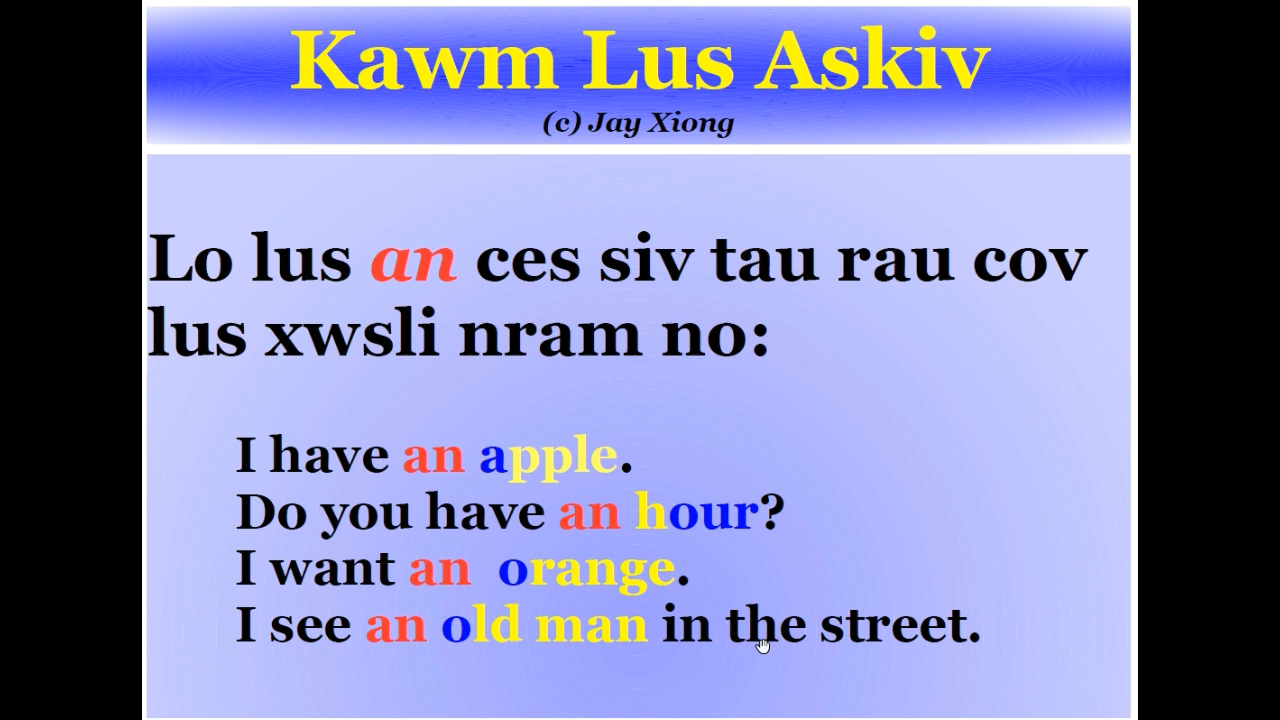 Kawm Lus Askiv
(c) Jay Xiong
Lo lus an ces siv tau rau cov
lus xwsli nram no:
I have an apple.
Do you have an hour?
I want an orange.
I see an old man in the street.